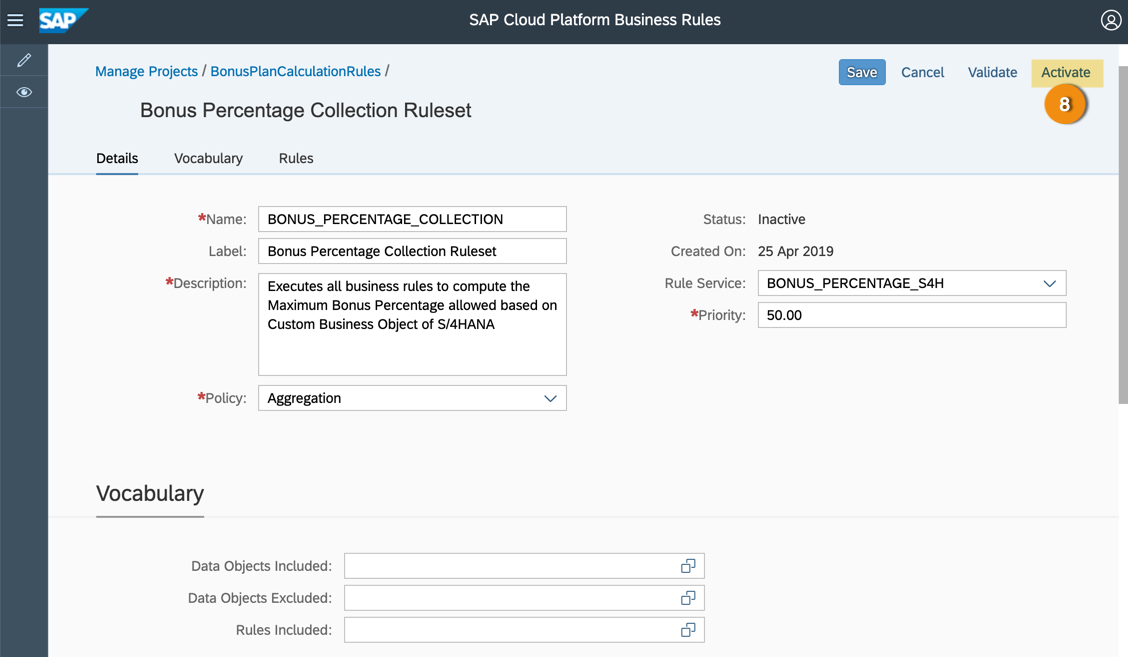 SAP
SAP Cloud Platform Business Rules
Manage Projects / BonusPlanCalculationRules /
Save Cancel Validate Activate
8
Bonus Percentage Collection Ruleset
Details Vocabulary Rules
*Name: BONUS_PERCENTAGE_COLLECTION
Label: Bonus Percentage Collection Ruleset
*Description: Executes all business rules to compute the
Maximum Bonus Percentage allowed based on
Custom Business Object of S/4HANA
*Policy: Aggregation
Status: Inactive
Created On: 25 Apr 2019
Rule Service: BONUS_PERCENTAGE_S4H
*Priority: 50.00
Vocabulary
Data Objects Included:
Data Objects Excluded:
Rules Included: